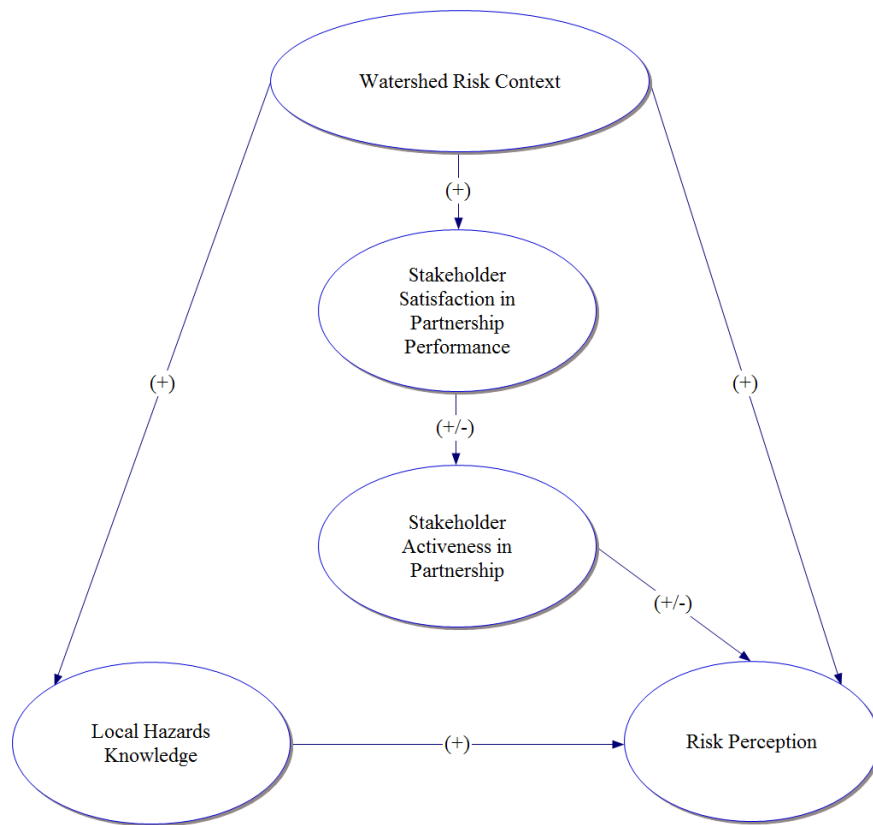 Watershed Risk Context
(+)
Stakeholder
Satisfaction in
Partnership
Performance
(+)
(+)
(+/-)
Stakeholder
Activeness in
Partnership
(+/-)
Local Hazards
Knowledge
(+)
Risk Perception